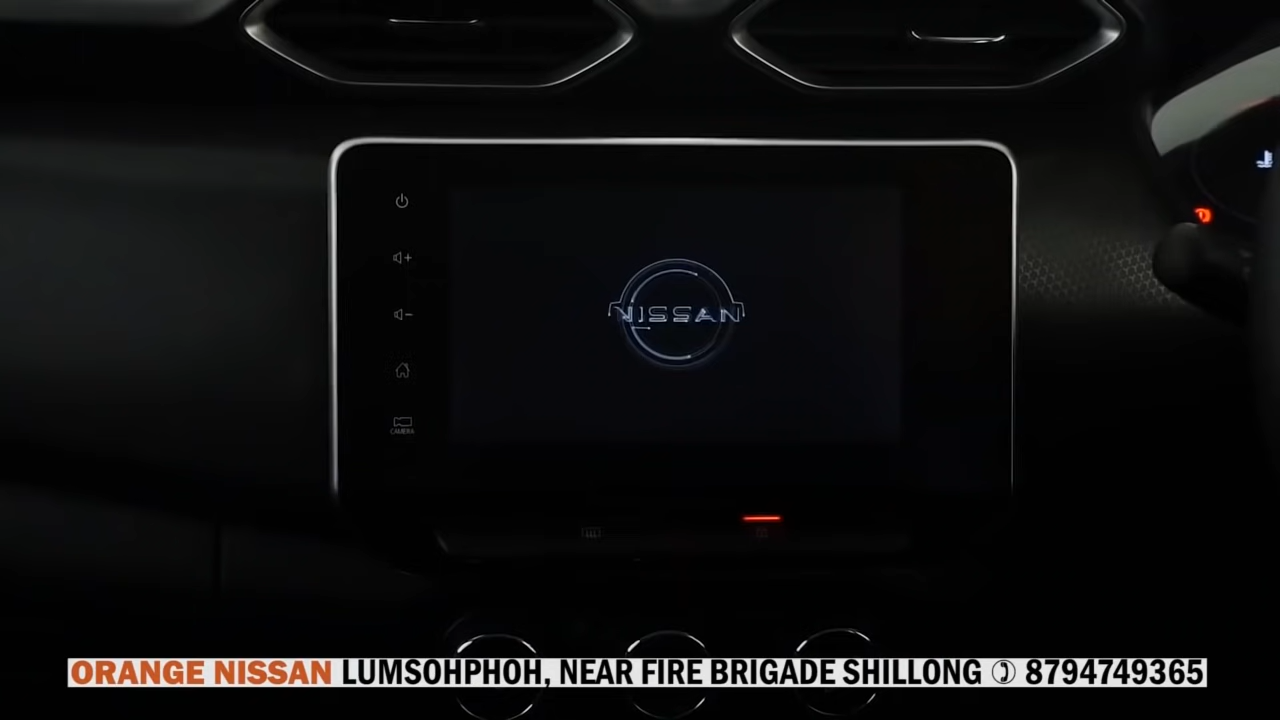 NISSAN
CAMERA
ORANGE NISSAN LUMSOHPHOH, NEAR FIRE BRIGADE SHILLONG ✆ 8794749365